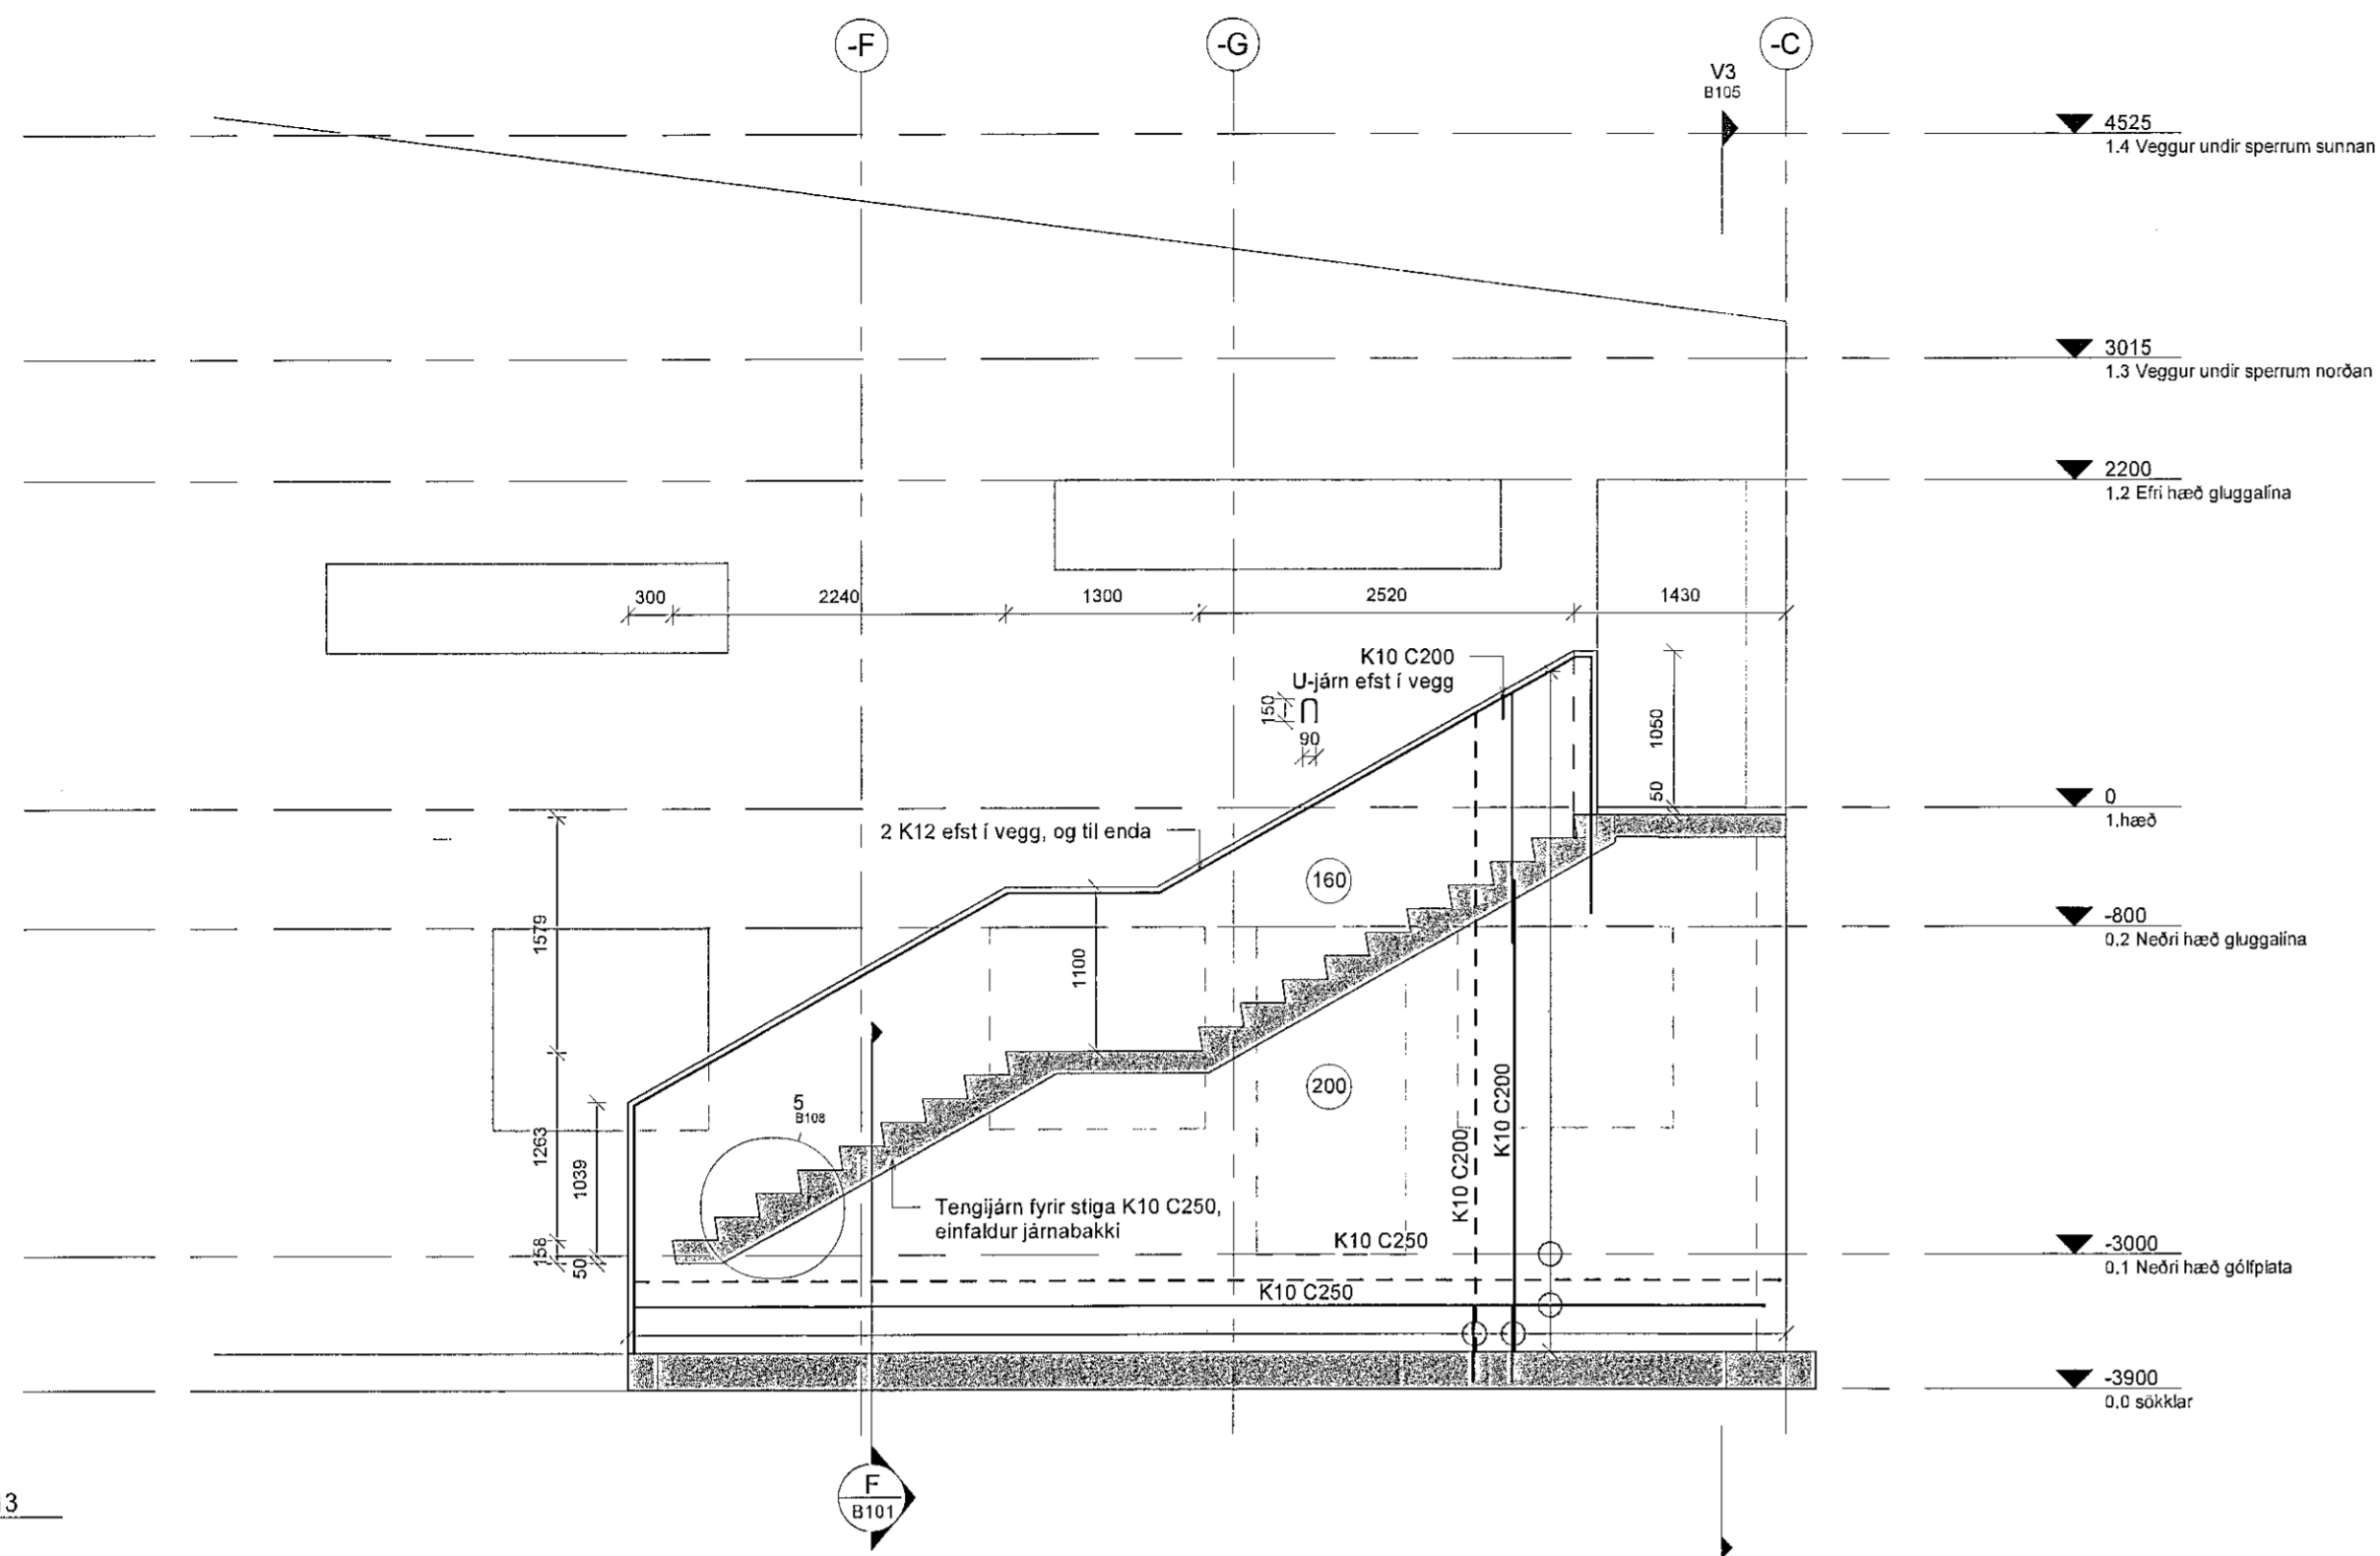 -F
-G
-C
V3
B105
4525
1.4 Veggur undir sperrum sunnan
3015
1.3 Veggur undir sperrum norðan
2200
1.2 Efri hæð gluggalína
300
2240
1300
2520
1430
K10 C200
U-járn efst í vegg
150
90
1050
50
0
1.hæð
2 K12 efst í vegg, og til enda
160
1579
1100
-800
0.2 Neðri hæð gluggalína
200
5
B108
1263
1039
K10 C200
K10 C200
Tengijárn fyrir stiga K10 C250,
einfaldur járnabakki
K10 C250
158
50
-3000
0.1 Neðri hæð gólfplata
K10 C250
-3900
0.0 sökklar
F
B101
3